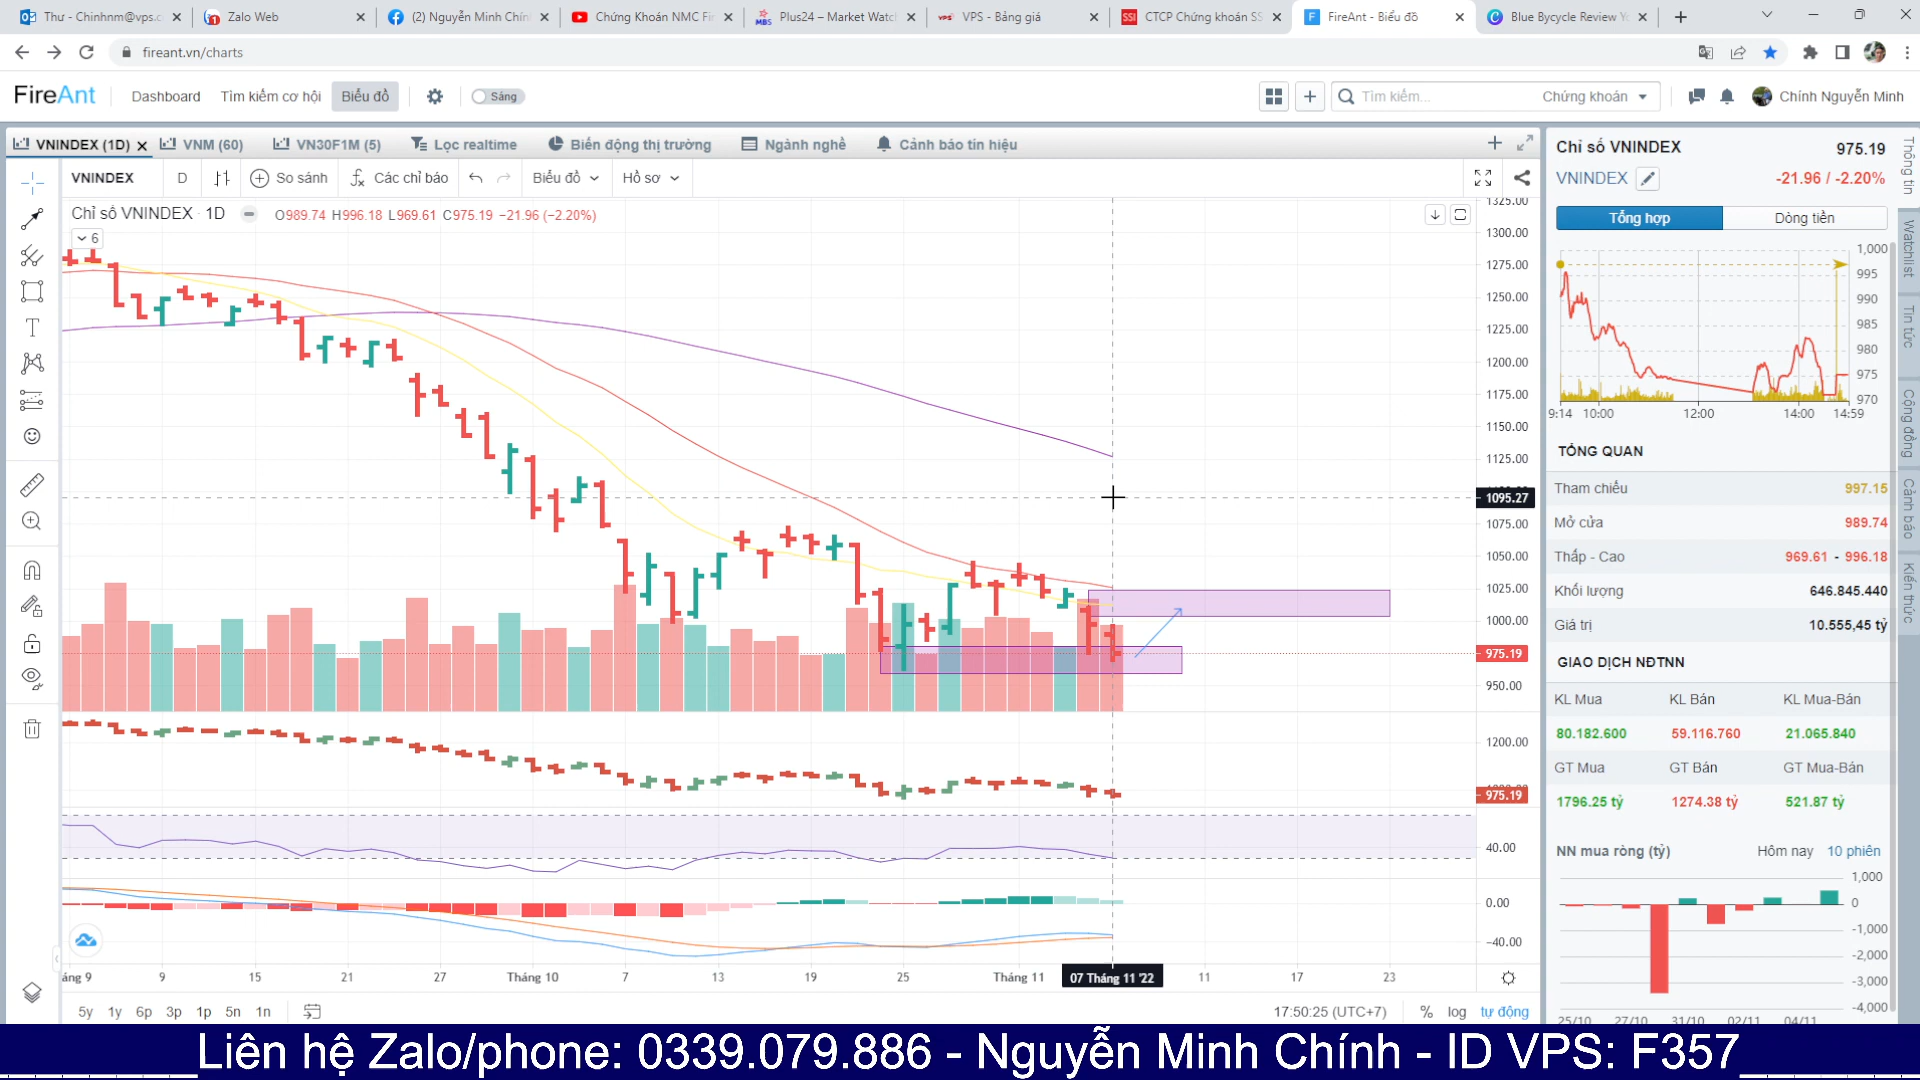 Thư - Chinhnm@vps.c
Zalo Web
(2) Nguyễn Minh Chín
Chứng Khoán NMC Fir
Plus24 – Market Watch
VPS - Bảng giá
CTCP Chứng khoán SS
FireAnt - Biểu đồ
Blue Bycycle Review Yo
fireant.vn/charts
FireAnt
Dashboard
Tìm kiếm cơ hội
Biểu đồ
Sáng
Tìm kiếm...
Chứng khoán
Chính Nguyễn Minh
VNINDEX (1D)
VNM (60)
VN30F1M (5)
Lọc realtime
Biến động thị trường
Ngành nghề
Cảnh báo tín hiệu
VNINDEX
D
So sánh
Các chỉ báo
Biểu đồ
Hồ sơ
Chỉ số VNINDEX · 1D
O989.74 H996.18 L969.61 C975.19 −21.96 (−2.20%)
6
1325.00
1300.00
1275.00
1250.00
1225.00
1200.00
1175.00
1150.00
1125.00
1095.27
1075.00
1050.00
1025.00
1000.00
975.19
950.00
1200.00
975.19
40.00
0.00
−40.00
áng 9
9
15
21
27
Tháng 10
7
13
19
25
Tháng 11
07 Tháng 11 '22
11
17
23
5y 1y 6p 3p 1p 5n 1n
17:50:25 (UTC+7)
% log tự động
Chỉ số VNINDEX
975.19
VNINDEX
-21.96 / -2.20%
Tổng hợp
Dòng tiền
1,000
995
990
985
980
975
970
9:14 10:00 12:00 14:00 14:59
TỔNG QUAN
Tham chiếu 997.15
Mở cửa 989.74
Thấp - Cao 969.61 - 996.18
Khối lượng 646.845.440
Giá trị 10.555,45 tỷ
GIAO DỊCH NĐTNN
KL Mua KL Bán KL Mua-Bán
80.182.600 59.116.760 21.065.840
GT Mua GT Bán GT Mua-Bán
1796.25 tỷ 1274.38 tỷ 521.87 tỷ
NN mua ròng (tỷ) Hôm nay 10 phiên
1,000
0
-1,000
-2,000
-3,000
-4,000
25/10 27/10 31/10 02/11 04/11
Thông tin
Watchlist
Tin tức
Cộng đồng
Cảnh báo
Kiến thức
Liên hệ Zalo/phone: 0339.079.886 - Nguyễn Minh Chính - ID VPS: F357